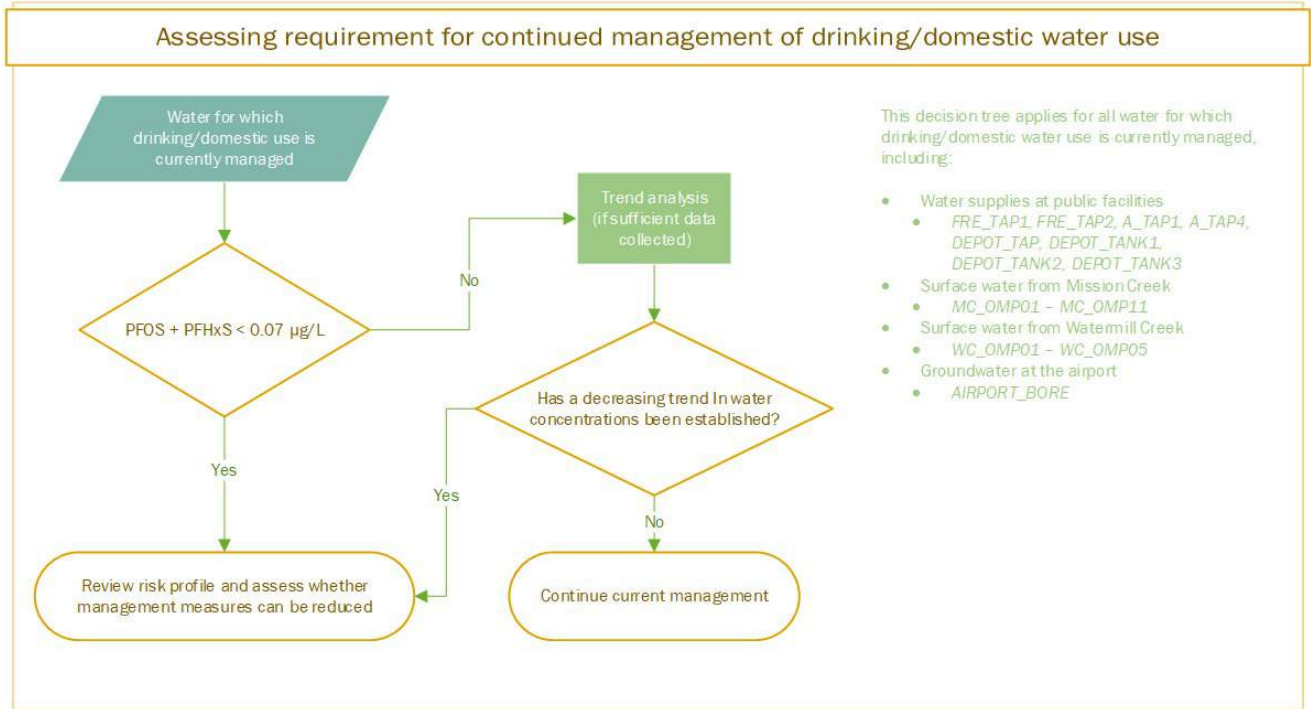 Assessing requirement for continued management of drinking/domestic water use
Water for which
drinking/domestic use is
currently managed
PFOS + PFHxS < 0.07 µg/L
Yes
No
Review risk profile and assess whether
management measures can be reduced
Trend analysis
(if sufficient data
collected)
Has a decreasing trend In water
concentrations been established?
Yes
No
Continue current management
This decision tree applies for all water for which
drinking/domestic water use is currently managed,
including:
• Water supplies at public facilities
• FRE_TAP1, FRE_TAP2, A_TAP1, A_TAP4,
DEPOT_TAP, DEPOT_TANK1,
DEPOT_TANK2, DEPOT_TANK3
• Surface water from Mission Creek
• MC_OMP01 – MC_OMP11
• Surface water from Watermill Creek
• WC_OMP01 – WC_OMP05
• Groundwater at the airport
• AIRPORT_BORE